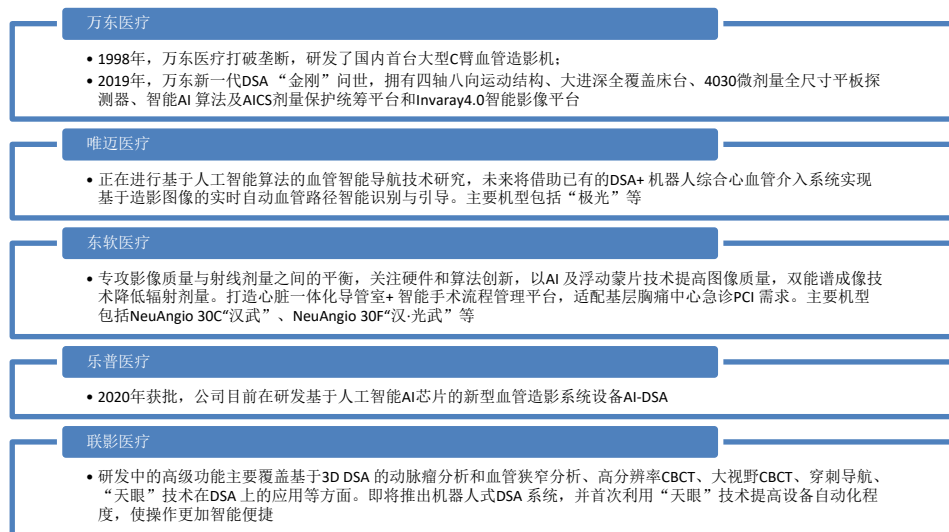 万东医疗
• 1998年，万东医疗打破垄断，研发了国内首台大型C臂血管造影机；
• 2019年，万东新一代DSA “金刚”问世，拥有四轴八向运动结构、大进深全覆盖床台、4030微剂量全尺寸平板探
测器、智能AI 算法及AICS剂量保护统筹平台和Invaray4.0智能影像平台
唯迈医疗
• 正在进行基于人工智能算法的血管智能导航技术研究，未来将借助已有的DSA+ 机器人综合心血管介入系统实现
基于造影图像的实时自动血管路径智能识别与引导。主要机型包括“极光”等
东软医疗
• 专攻影像质量与射线剂量之间的平衡，关注硬件和算法创新，以AI 及浮动蒙片技术提高图像质量，双能谱成像技
术降低辐射剂量。打造心脏一体化导管室+ 智能手术流程管理平台，适配基层胸痛中心急诊PCI 需求。主要机型
包括NeuAngio 30C“汉武”、NeuAngio 30F“汉·光武”等
乐普医疗
• 2020年获批，公司目前在研发基于人工智能AI芯片的新型血管造影系统设备AI-DSA
联影医疗
• 研发中的高级功能主要覆盖基于3D DSA 的动脉瘤分析和血管狭窄分析、高分辨率CBCT、大视野CBCT、穿刺导航、
“天眼”技术在DSA 上的应用等方面。即将推出机器人式DSA 系统，并首次利用“天眼”技术提高设备自动化程
度，使操作更加智能便捷